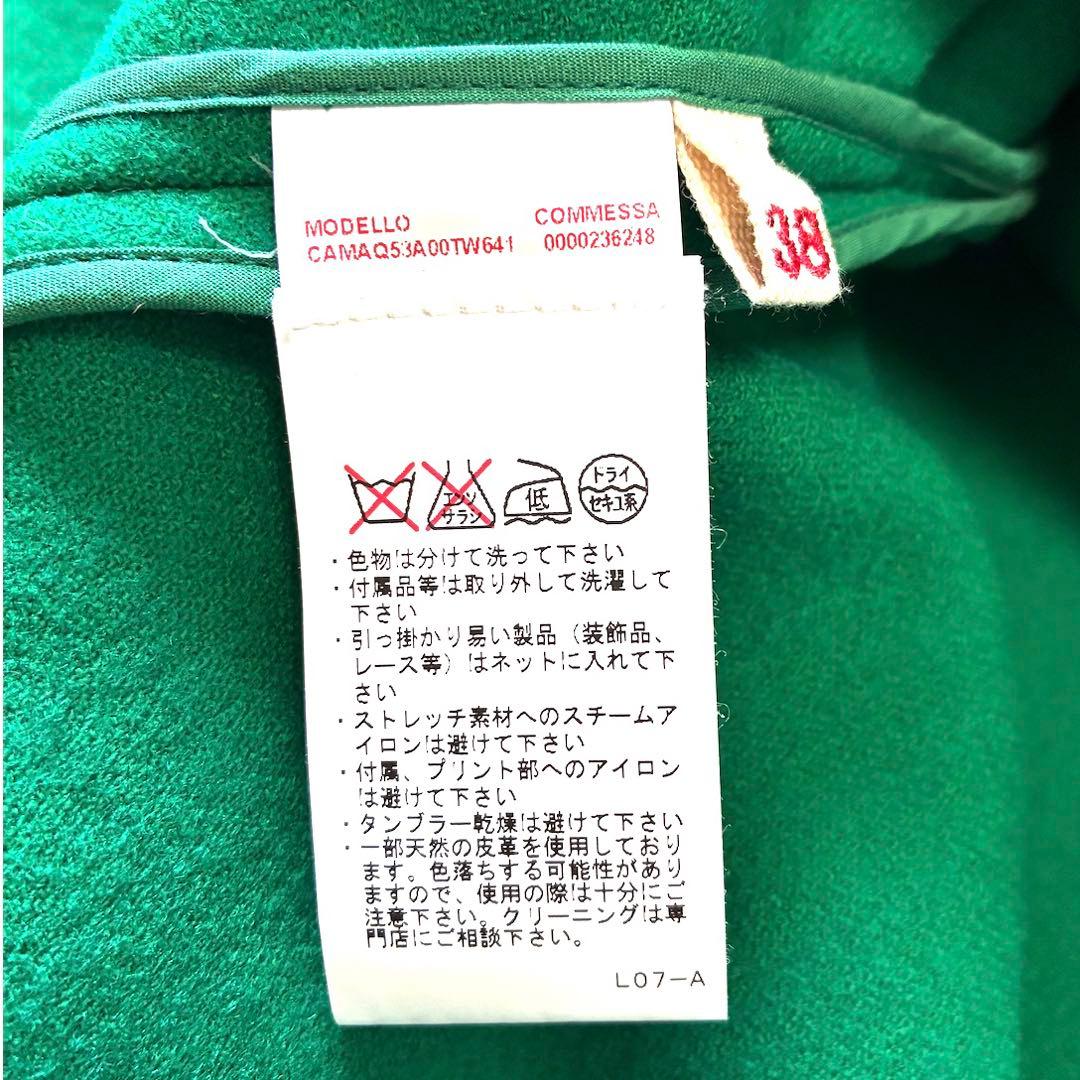 MODELLO COMMESSA
CAMAQ53A00TW641 0000236248
38
エンソ
サラシ
低
ドライ
セキユ系
・色物は分けて洗って下さい
・付属品等は取り外して洗濯して
下さい
・引っ掛かり易い製品（装飾品、
レース等）はネットに入れて下
さい
・ストレッチ素材へのスチームア
イロンは避けて下さい
・付属、プリント部へのアイロン
は避けて下さい
・タンブラー乾燥は避けて下さい
・一部天然の皮革を使用しており
ます。色落ちする可能性があり
ますので、使用の際は十分にご
注意下さい。クリーニングは専
門店にご相談下さい。
L07-A